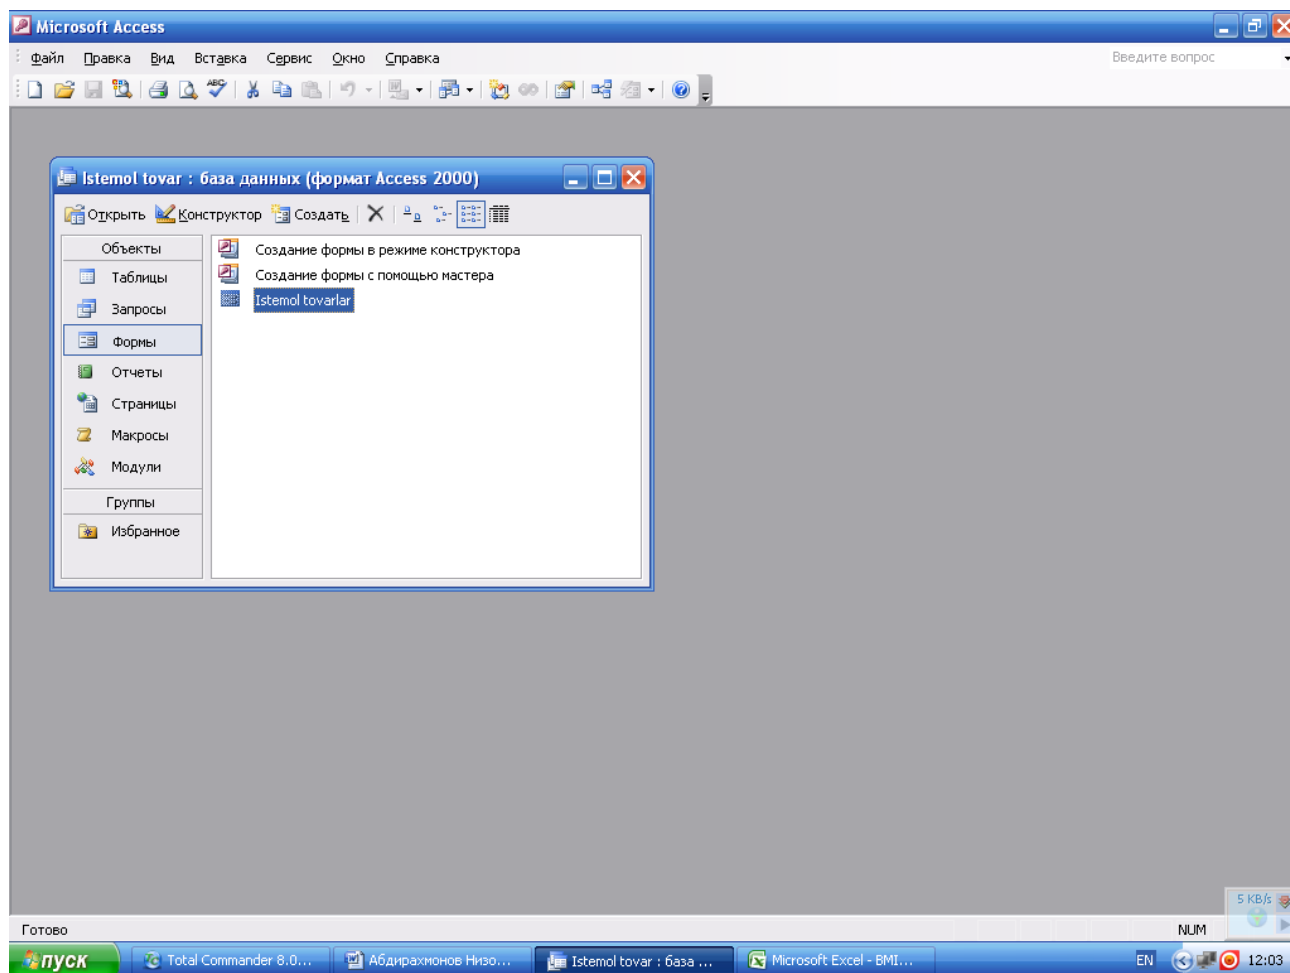 Microsoft Access
Файл Правка Вид Вставка Сервис Окно Справка Введите вопрос
Istemol tovar : база данных (формат Access 2000)
Открыть Конструктор Создать
Объекты
Таблицы
Запросы
Формы
Отчеты
Страницы
Макросы
Модули
Группы
Избранное
Создание формы в режиме конструктора
Создание формы с помощью мастера
Istemol tovarlar
5 KB/s
Готово NUM
пуск Total Commander 8.0... Абдирахмонов Низо... Istemol tovar : база ... Microsoft Excel - BMI... EN 12:03